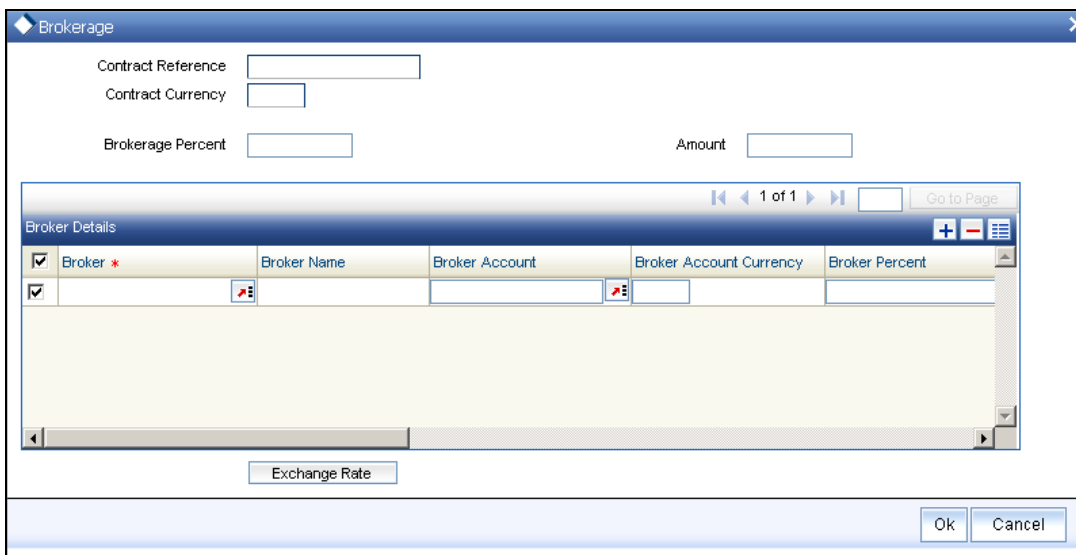 Brokerage
Contract Reference
Contract Currency
Brokerage Percent Amount
1 of 1 Go to Page
Broker Details
Broker * Broker Name Broker Account Broker Account Currency Broker Percent
Exchange Rate
Ok Cancel